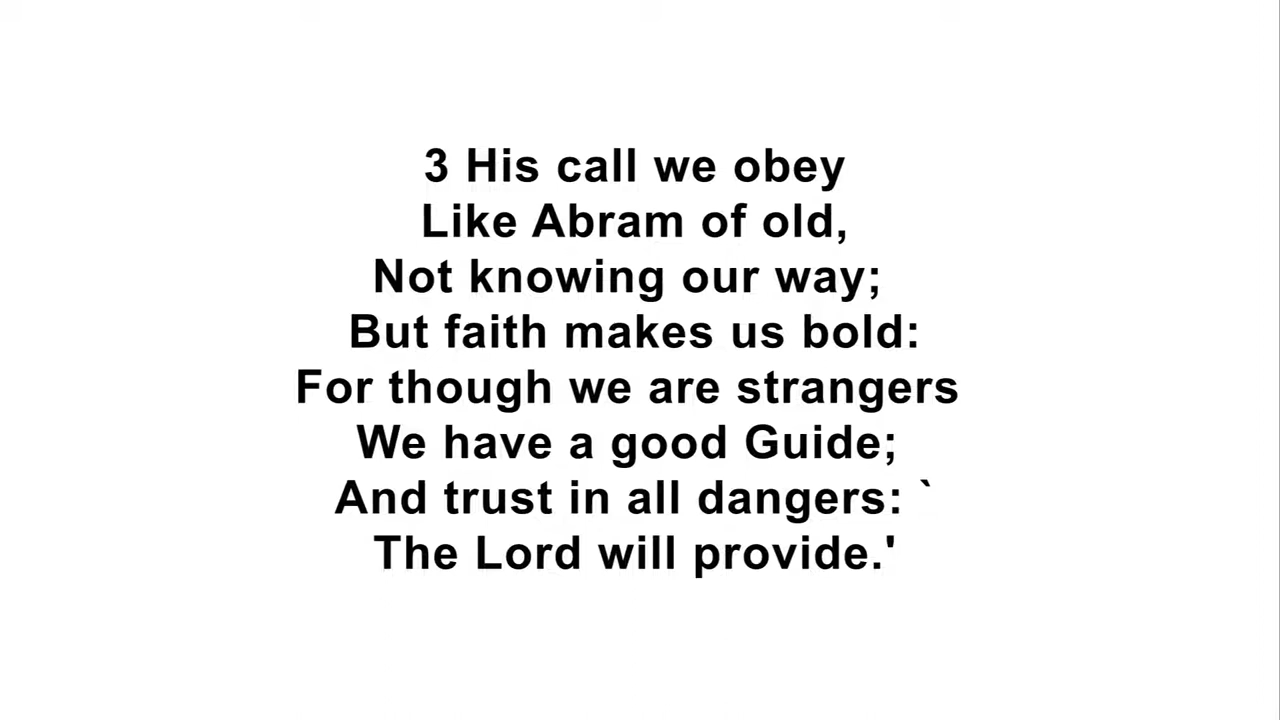 3 His call we obey
Like Abram of old,
Not knowing our way;
But faith makes us bold:
For though we are strangers
We have a good Guide;
And trust in all dangers: `
The Lord will provide.'